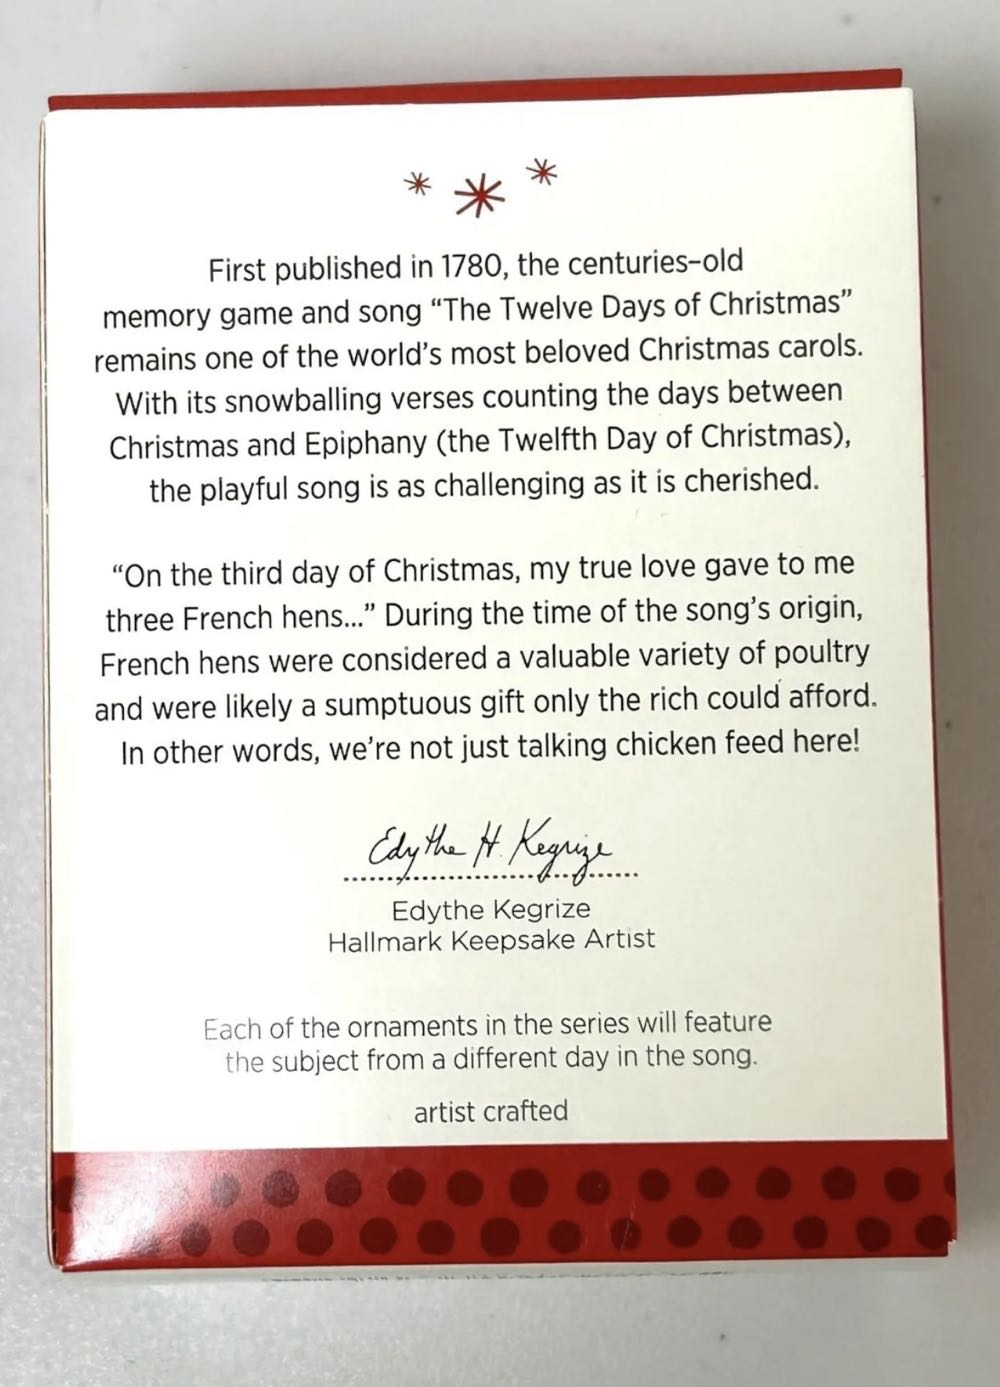 First published in 1780, the centuries-old
memory game and song “The Twelve Days of Christmas”
remains one of the world’s most beloved Christmas carols.
With its snowballing verses counting the days between
Christmas and Epiphany (the Twelfth Day of Christmas),
the playful song is as challenging as it is cherished.
“On the third day of Christmas, my true love gave to me
three French hens...” During the time of the song’s origin,
French hens were considered a valuable variety of poultry
and were likely a sumptuous gift only the rich could afford.
In other words, we’re not just talking chicken feed here!
Edythe H. Kegrize
Edythe Kegrize
Hallmark Keepsake Artist
Each of the ornaments in the series will feature
the subject from a different day in the song.
artist crafted